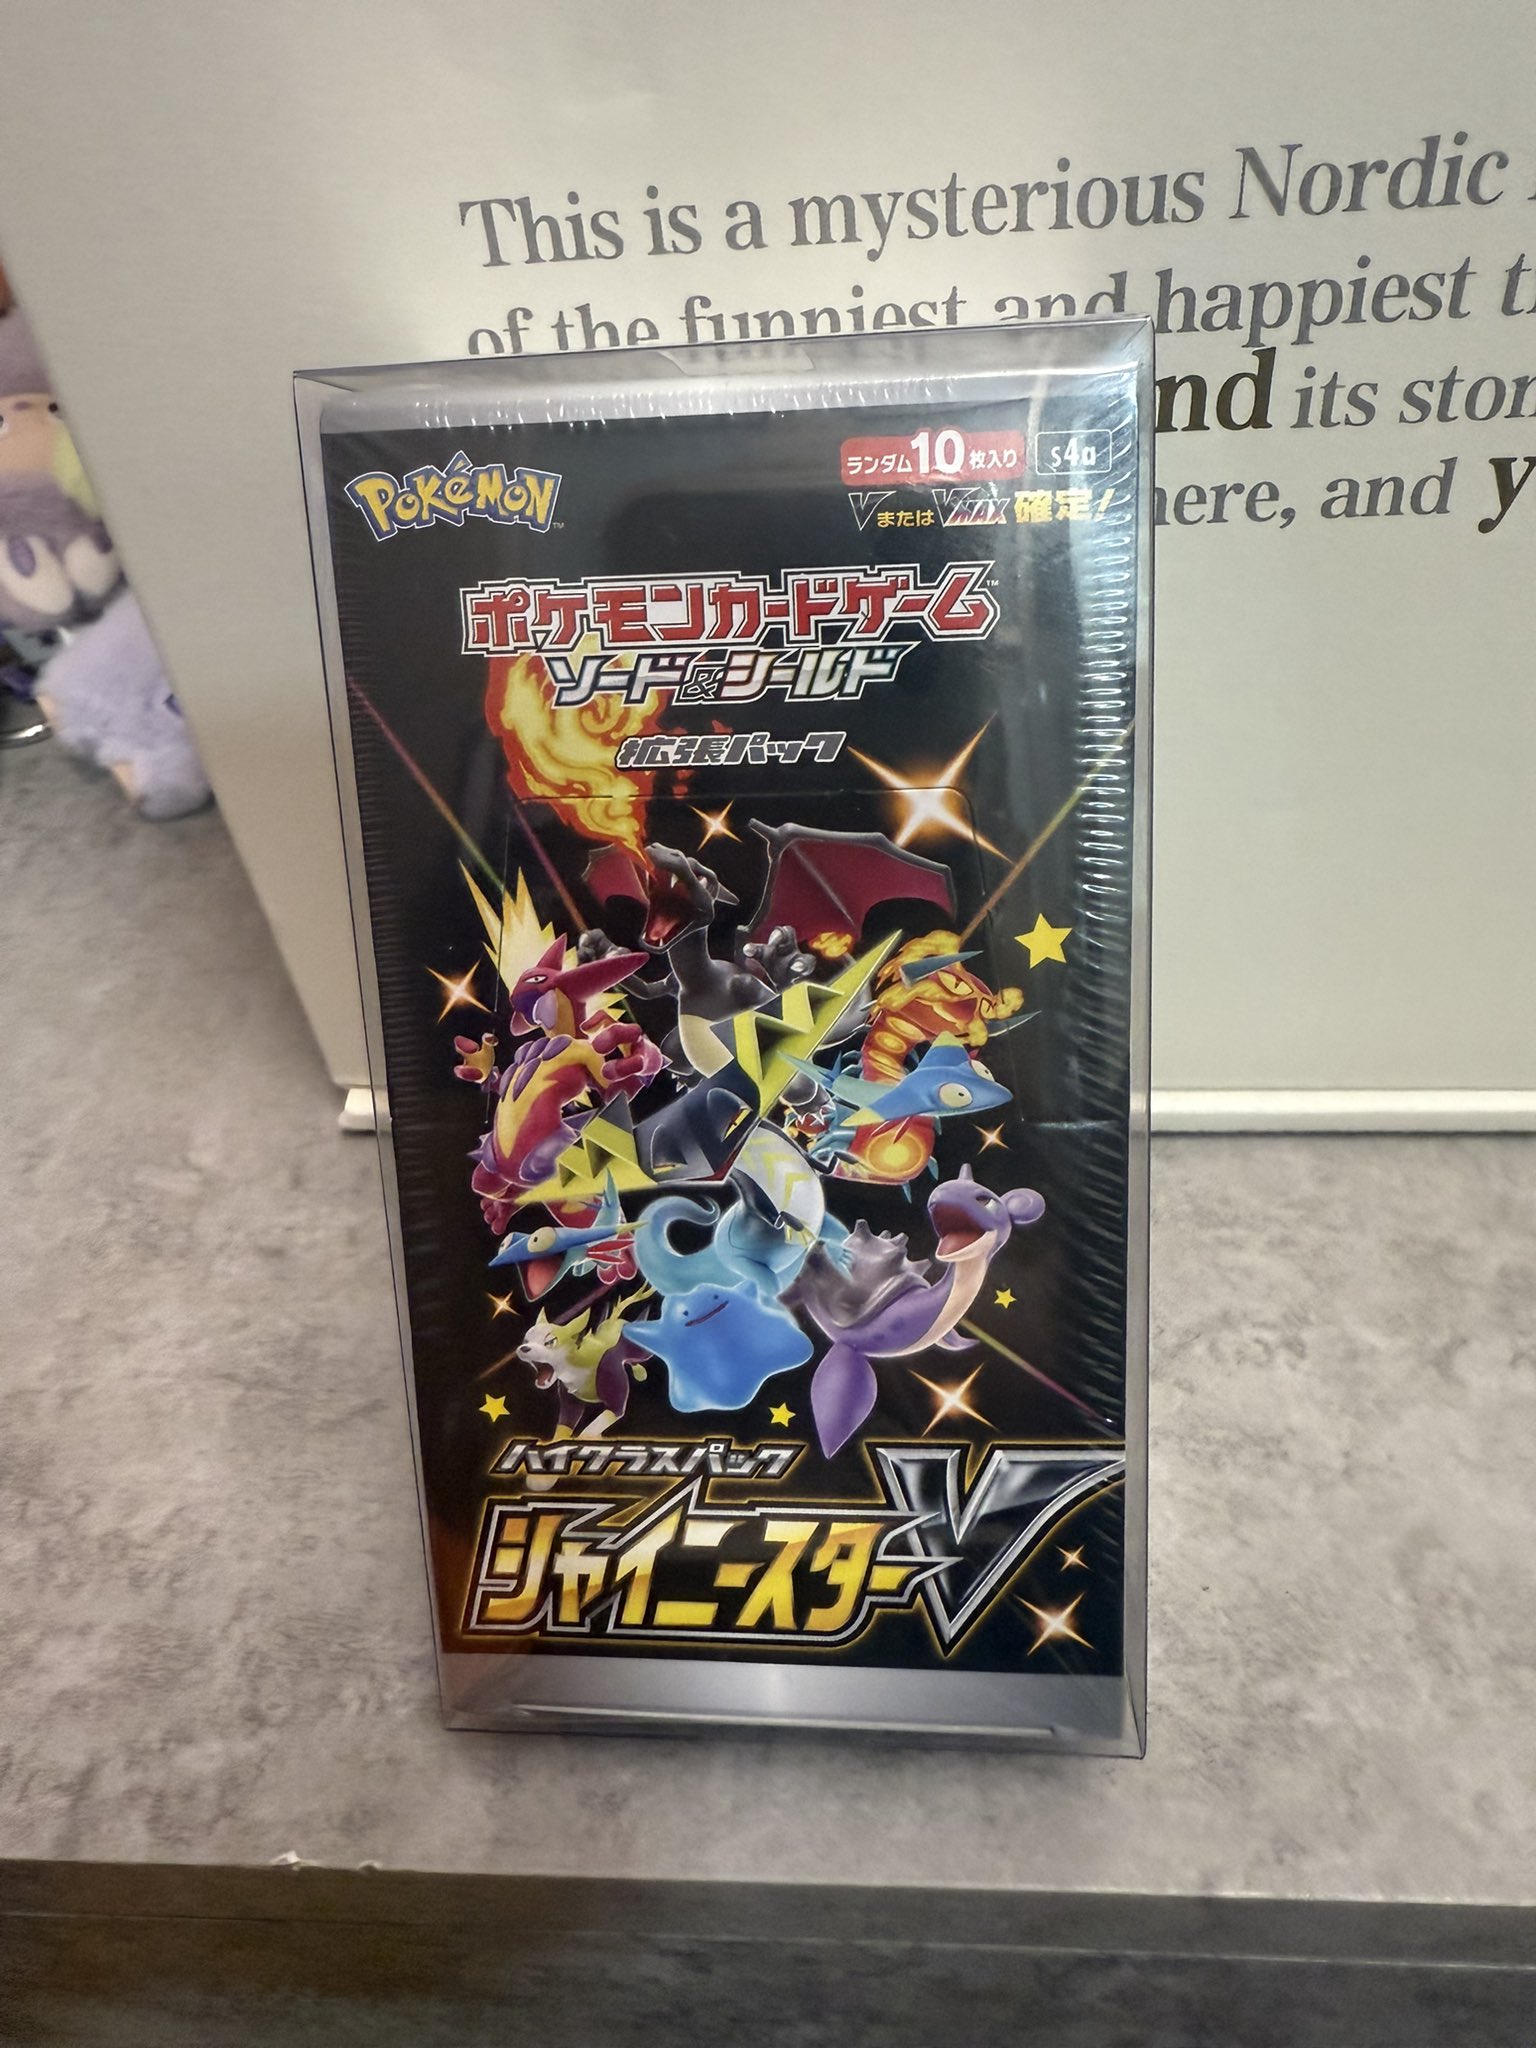 This is a mysterious Nordic
of the funniest and happiest
nd its
here, and y
POKéMON™
ランダム10枚入り
s4a
VまたはVMAX確定!
ポケモンカードゲーム™
ソード&シールド
拡張パック
ハイクラスパック
シャイニースターV